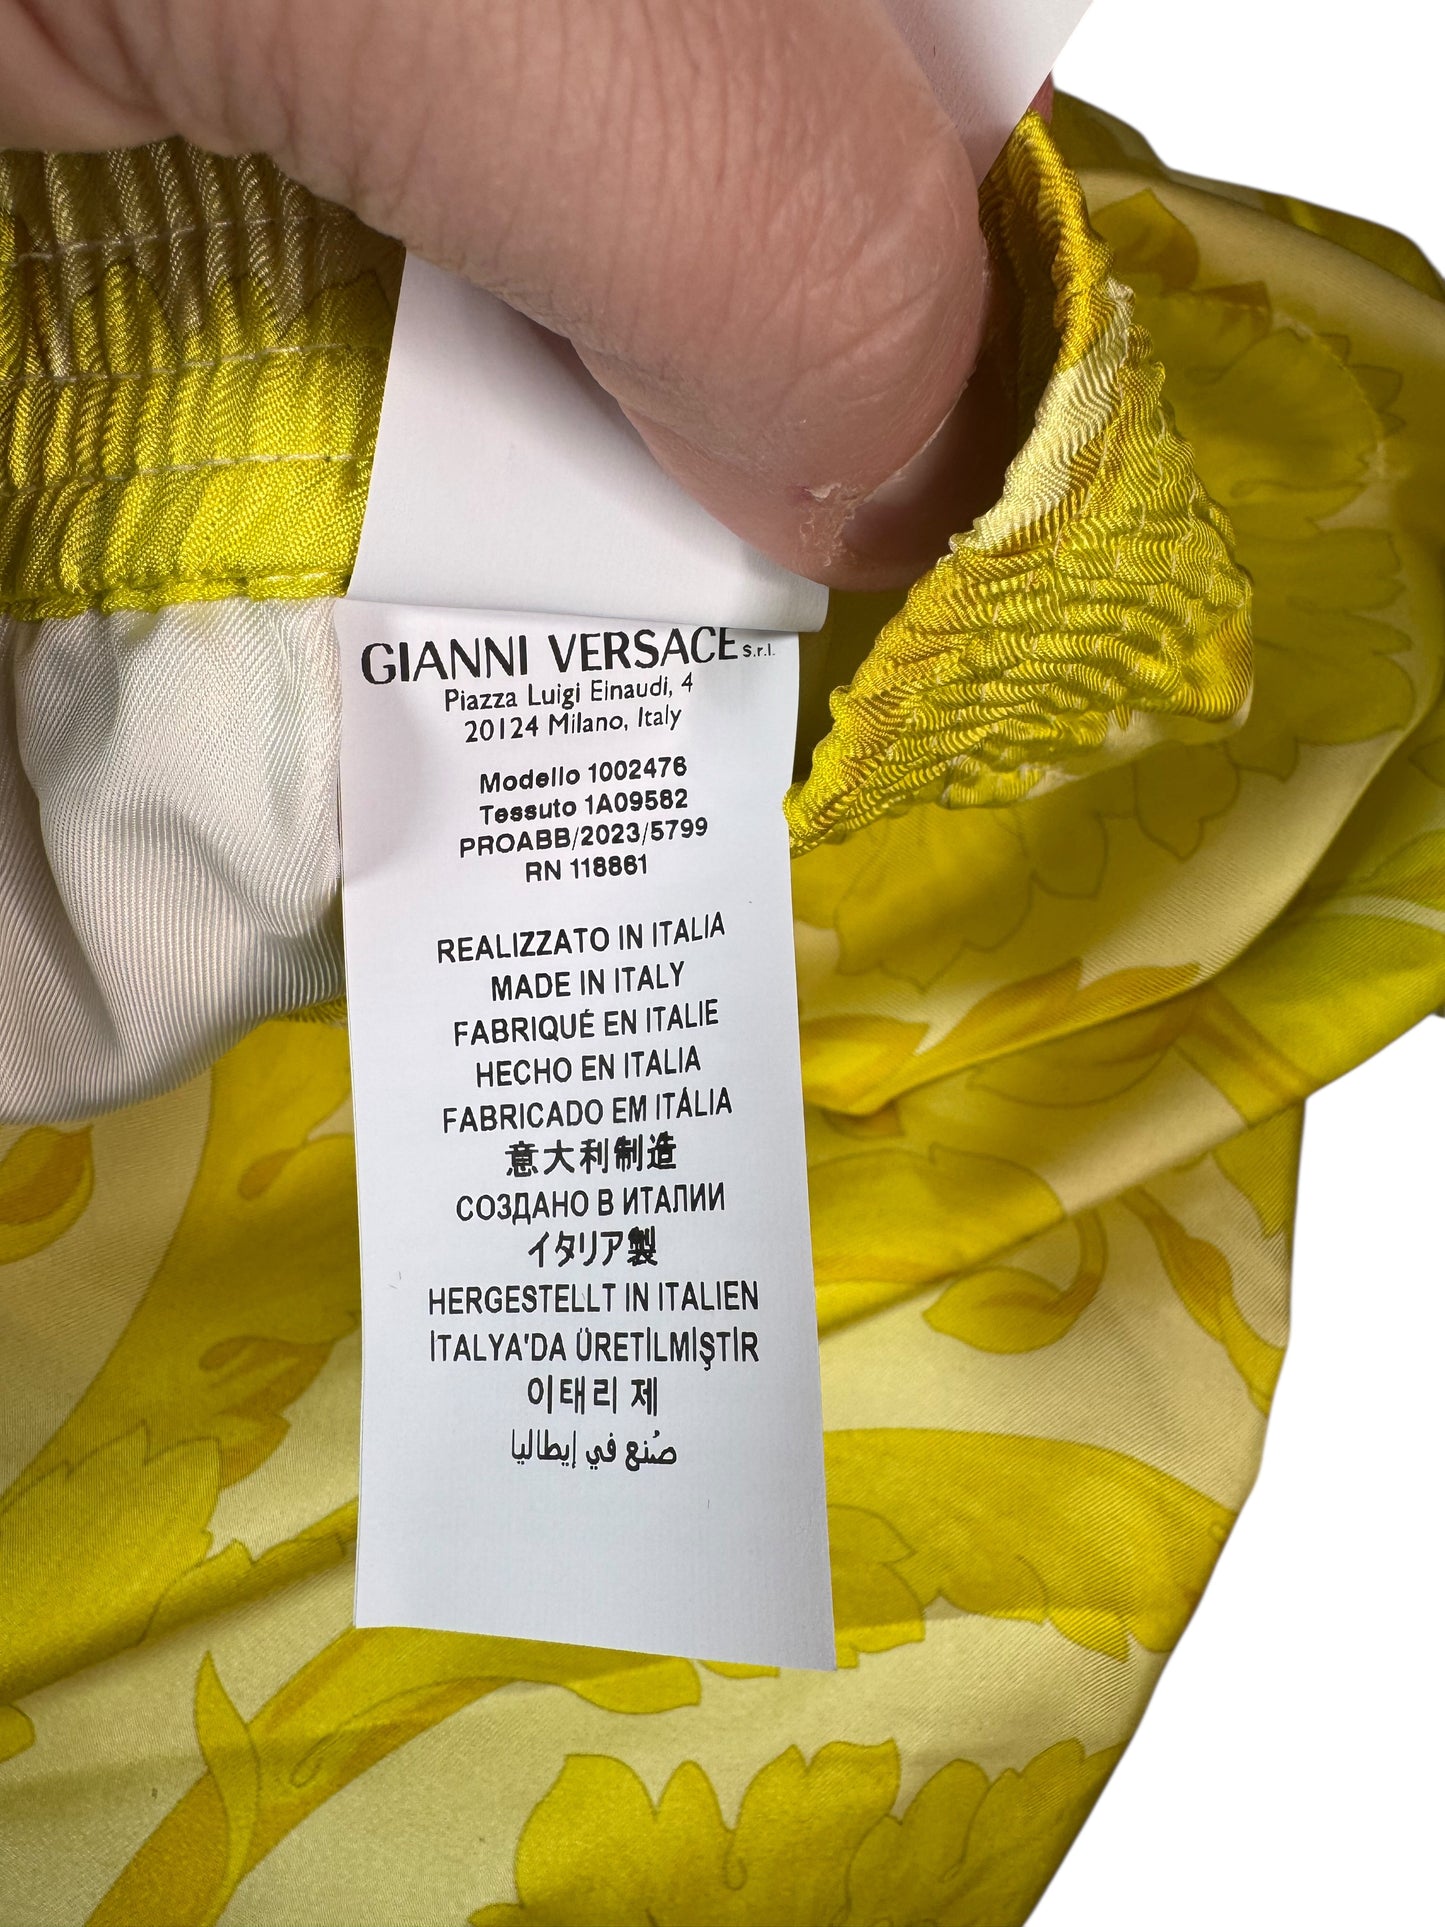 GIANNI VERSACE s.r.l.
Piazza Luigi Einaudi, 4
20124 Milano, Italy
Modello 1002476
Tessuto 1A09582
PROABB/2023/5799
RN 118861
REALIZZATO IN ITALIA
MADE IN ITALY
FABRIQUÉ EN ITALIE
HECHO EN ITALIA
FABRICADO EM ITÁLIA
意大利制造
СОЗДАНО В ИТАЛИИ
イタリア製
HERGESTELLT IN ITALIEN
İTALYA'DA ÜRETİLMİŞTİR
이태리 제
صُنع في إيطاليا